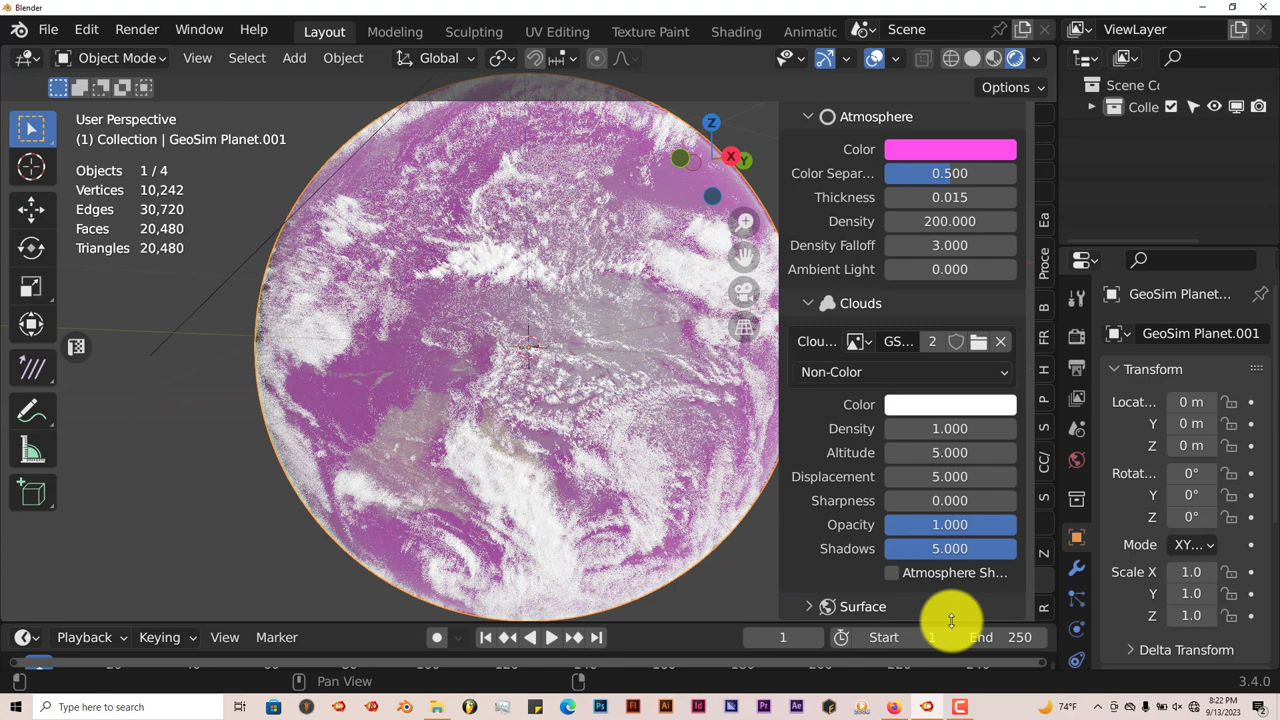 Blender
File Edit Render Window Help Layout Modeling Sculpting UV Editing Texture Paint Shading Animation Scene ViewLayer
Object Mode View Select Add Object Global
Options
User Perspective
(1) Collection | GeoSim Planet.001
Objects 1 / 4
Vertices 10,242
Edges 30,720
Faces 20,480
Triangles 20,480
Z
X
Y
Atmosphere
Color
Color Separ... 0.500
Thickness 0.015
Density 200.000
Density Falloff 3.000
Ambient Light 0.000
Clouds
Clou... GS... 2
Non-Color
Color
Density 1.000
Altitude 5.000
Displacement 5.000
Sharpness 0.000
Opacity 1.000
Shadows 5.000
Atmosphere Sh...
Surface
Ea
Proce
B
FR
H
P
S
CC/
S
Z
R
Scene Co
Colle
GeoSim Planet...
GeoSim Planet.001
Transform
Locat... 0 m
Y 0 m
Z 0 m
Rotat... 0°
Y 0°
Z 0°
Mode XY...
Scale X 1.0
Y 1.0
Z 1.0
Delta Transform
Playback Keying View Marker 1 Start 1 End 250
Pan View 3.4.0
Type here to search
74°F
8:22 PM
9/13/2023